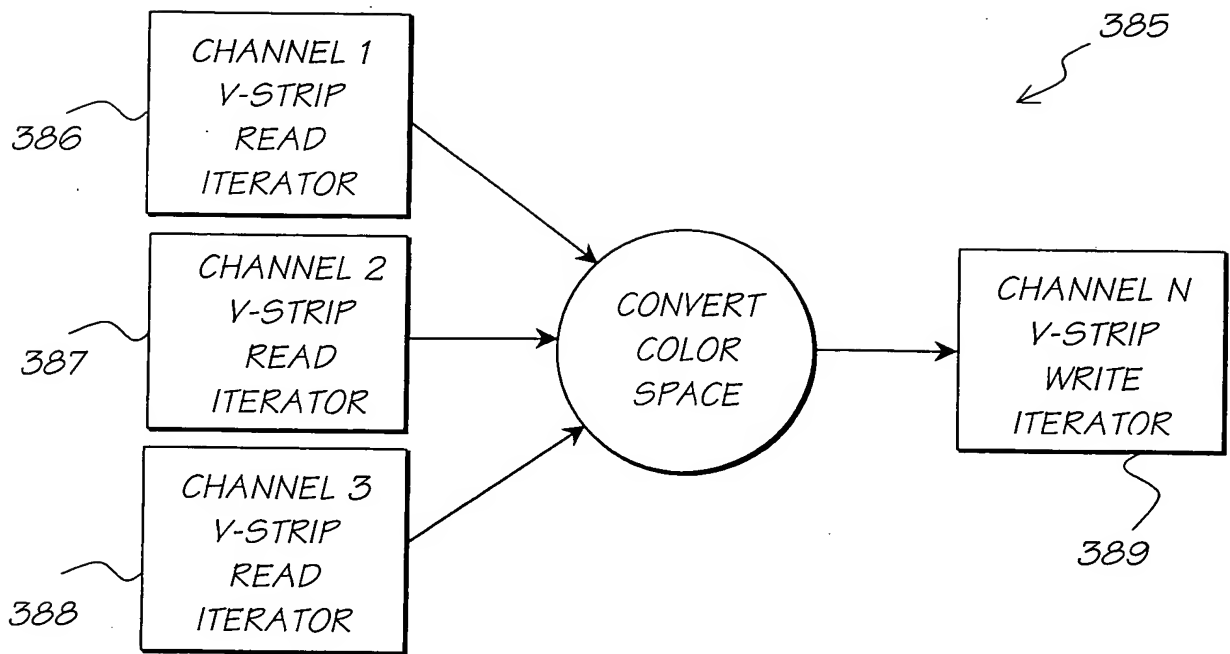 385
CHANNEL 1
V-STRIP
READ
ITERATOR
386
CHANNEL 2
V-STRIP
READ
ITERATOR
387
CHANNEL 3
V-STRIP
READ
ITERATOR
388
CONVERT
COLOR
SPACE
CHANNEL N
V-STRIP
WRITE
ITERATOR
389